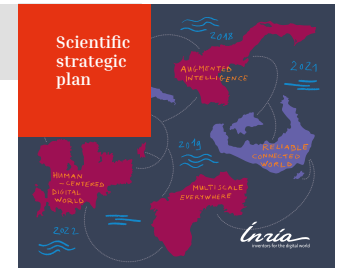 Scientific
strategic
plan
2018
AUGMENTED
INTELLIGENCE
2021
2019
RELIABLE
CONNECTED
WORLD
HUMAN
-CENTERED
DIGITAL
WORLD
MULTISCALE
EVERYWHERE
2022
Inria
inventors for the digital world